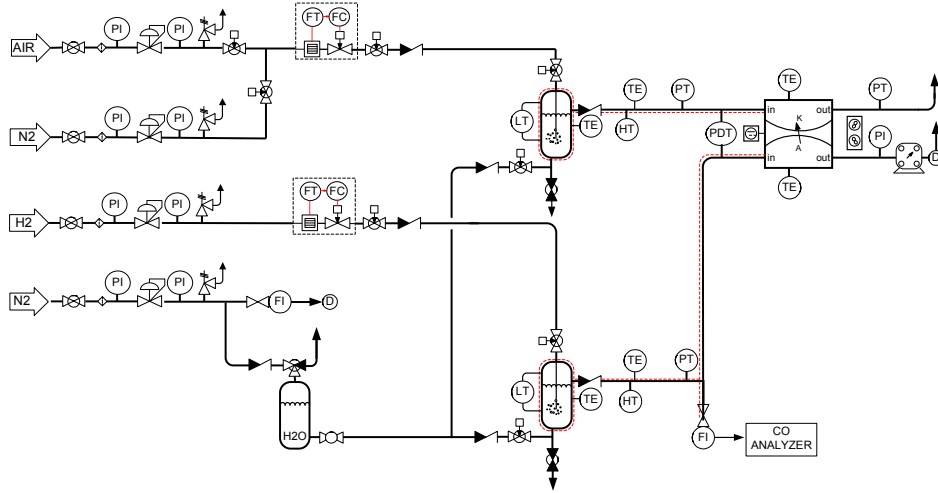 FT FC
PI PI
AIR
TE
TE PT PT
in out
K
LT TE
HT PDT PI
PI PI
A
N2
in out D
TE
FT FC
PI PI
H2
PI PI
N2 FI D
TE PT
LT TE
HT
H2O
FI
CO
ANALYZER